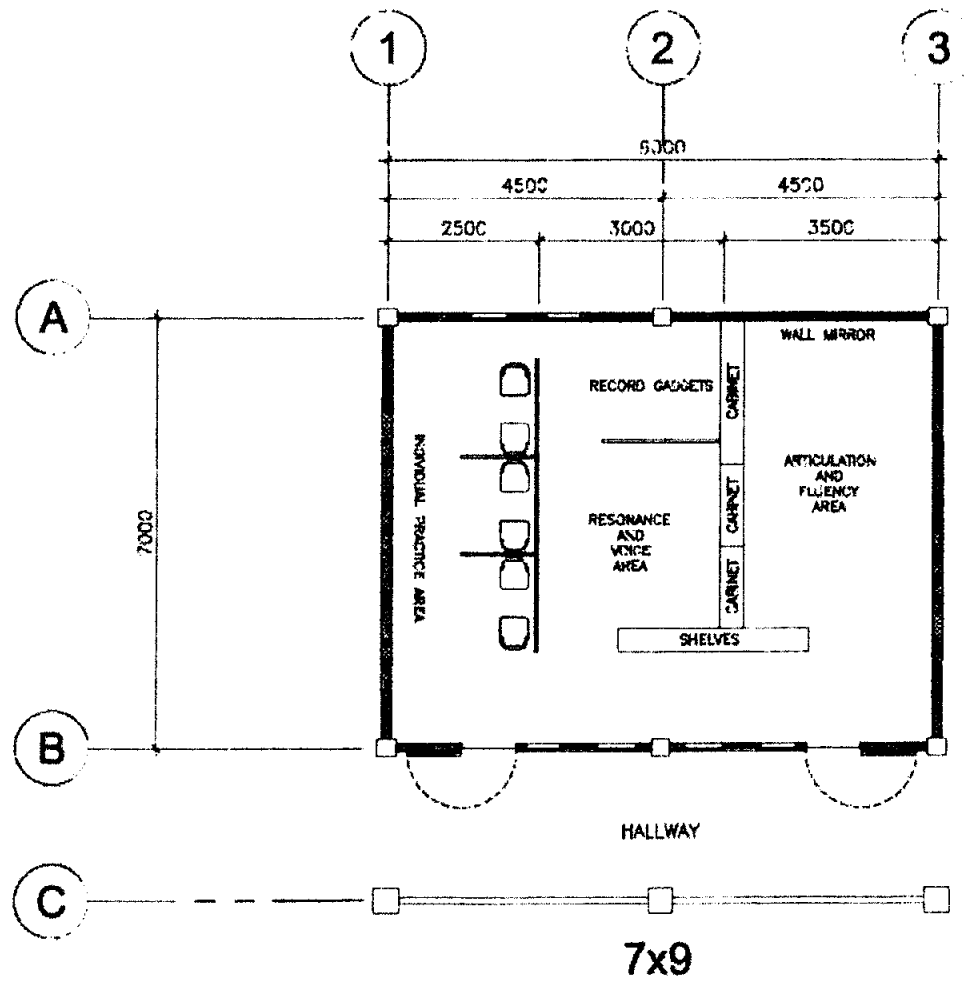 1
2
3
9000
4500
4500
2500
3000
3500
A
WALL MIRROR
RECORD GADGETS
CABINET
INDIVIDUAL PRACTICE AREA
ARTICULATION
AND
FLUENCY
AREA
CABINET
7000
RESONANCE
AND
VOICE
AREA
CABINET
SHELVES
B
HALLWAY
C
7x9